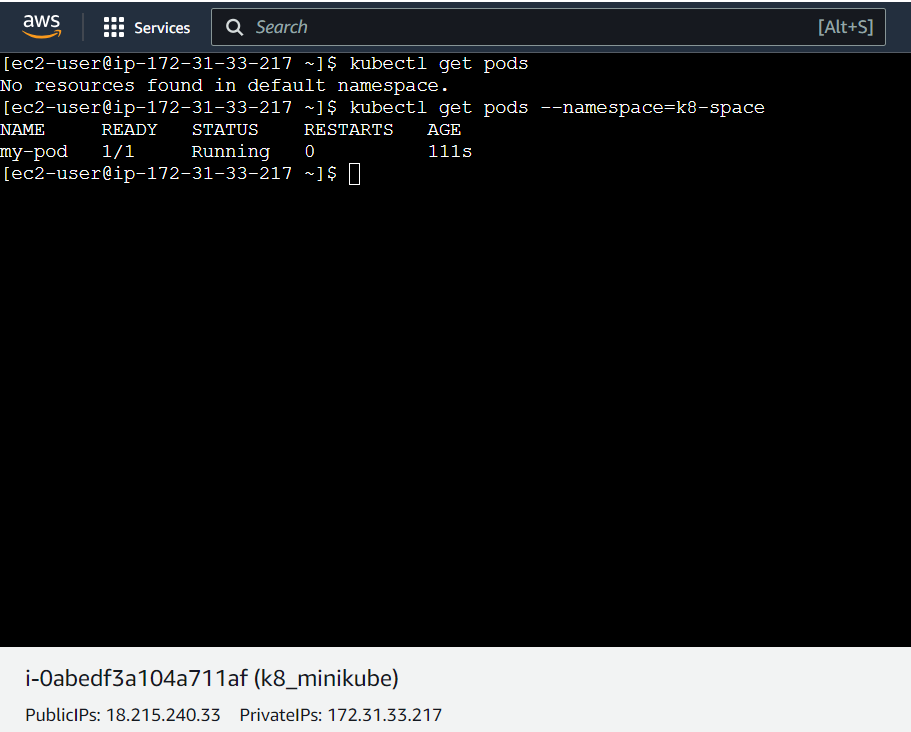 aws Services Search [Alt+S]
[ec2-user@ip-172-31-33-217 ~]$ kubectl get pods
No resources found in default namespace.
[ec2-user@ip-172-31-33-217 ~]$ kubectl get pods --namespace=k8-space
NAME READY STATUS RESTARTS AGE
my-pod 1/1 Running 0 111s
[ec2-user@ip-172-31-33-217 ~]$
i-0abedf3a104a711af (k8_minikube)
PublicIPs: 18.215.240.33 PrivateIPs: 172.31.33.217